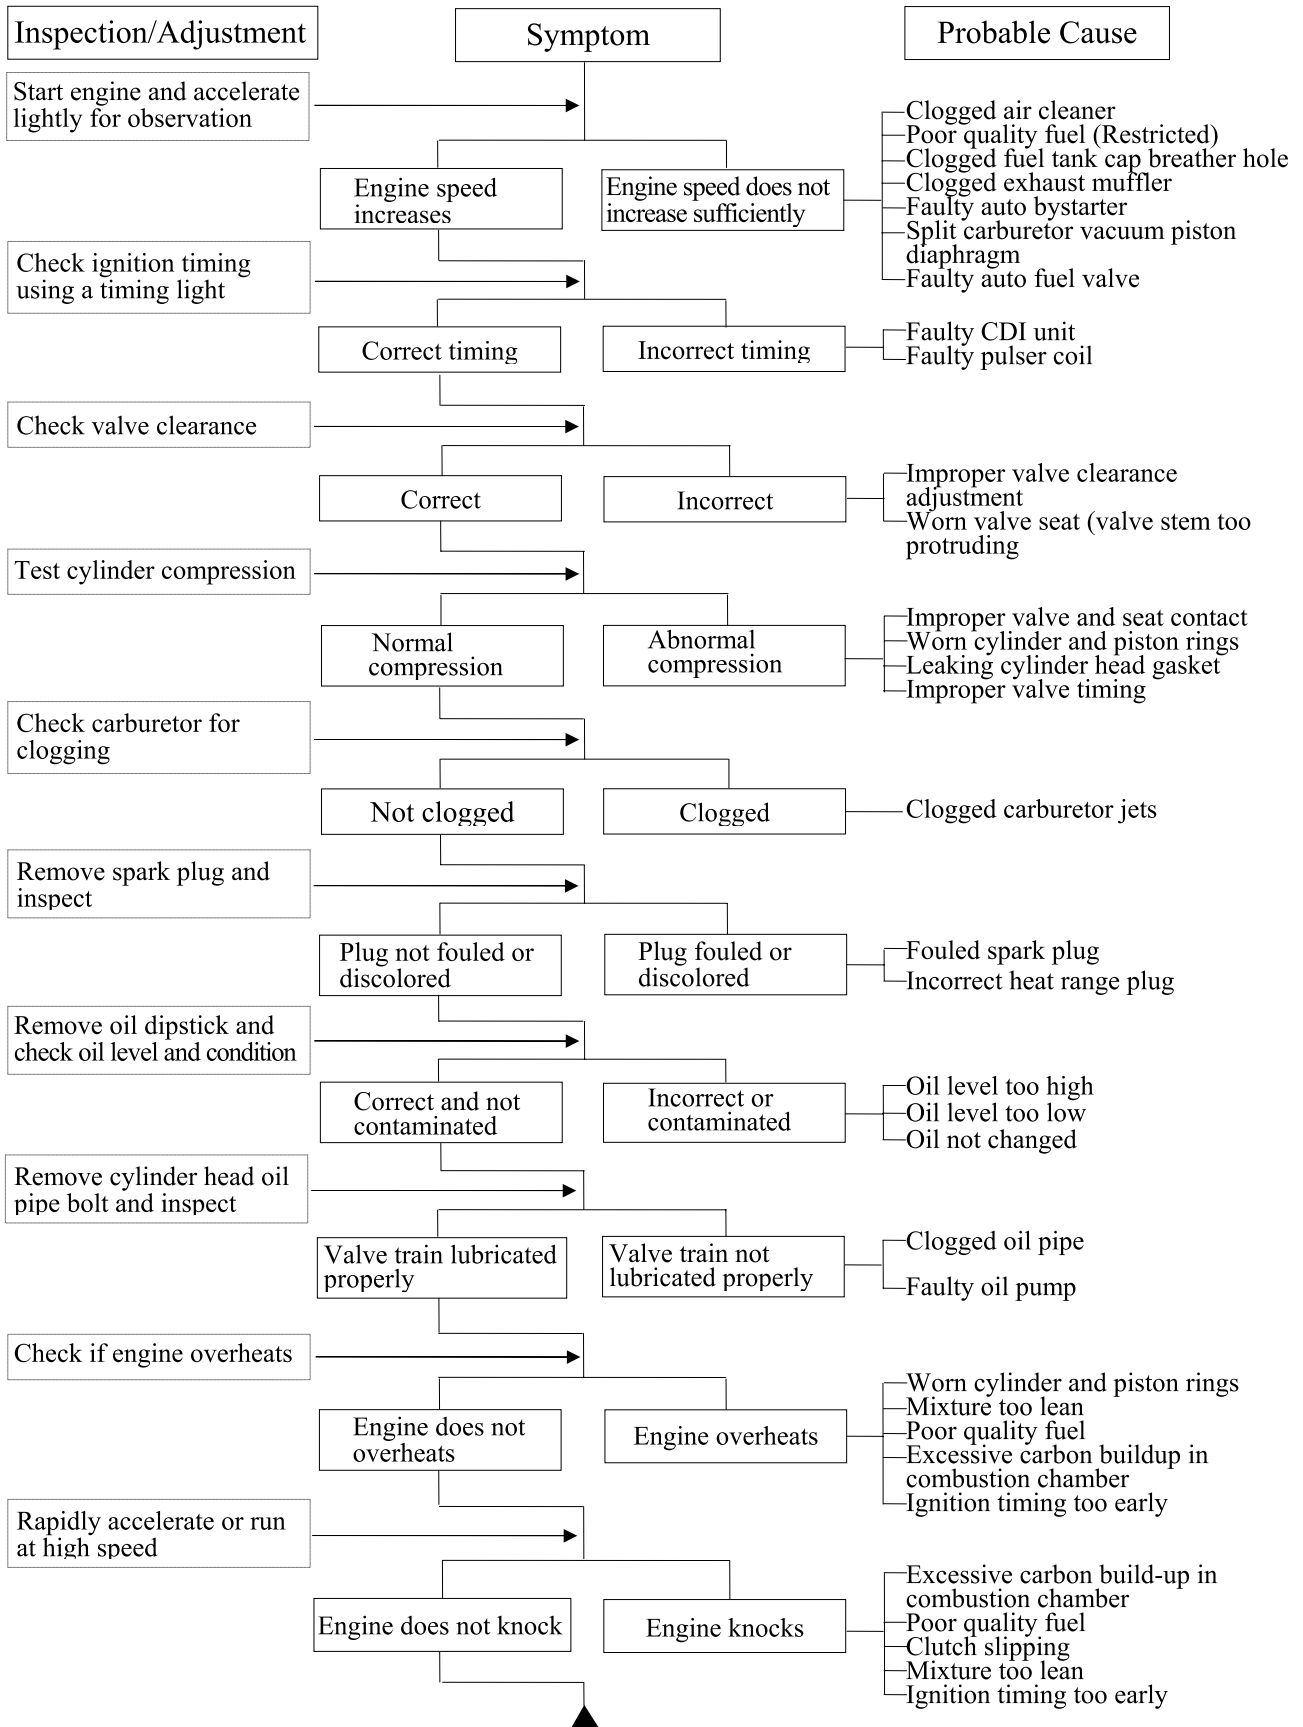 Inspection/Adjustment
Symptom
Probable Cause
Start engine and accelerate
lightly for observation
Engine speed
increases
Engine speed does not
increase sufficiently
Clogged air cleaner
Poor quality fuel (Restricted)
Clogged fuel tank cap breather hole
Clogged exhaust muffler
Faulty auto bystarter
Split carburetor vacuum piston
diaphragm
Faulty auto fuel valve
Check ignition timing
using a timing light
Correct timing
Incorrect timing
Faulty CDI unit
Faulty pulser coil
Check valve clearance
Correct
Incorrect
Improper valve clearance
adjustment
Worn valve seat (valve stem too
protruding
Test cylinder compression
Normal
compression
Abnormal
compression
Improper valve and seat contact
Worn cylinder and piston rings
Leaking cylinder head gasket
Improper valve timing
Check carburetor for
clogging
Not clogged
Clogged
Clogged carburetor jets
Remove spark plug and
inspect
Plug not fouled or
discolored
Plug fouled or
discolored
Fouled spark plug
Incorrect heat range plug
Remove oil dipstick and
check oil level and condition
Correct and not
contaminated
Incorrect or
contaminated
Oil level too high
Oil level too low
Oil not changed
Remove cylinder head oil
pipe bolt and inspect
Valve train lubricated
properly
Valve train not
lubricated properly
Clogged oil pipe
Faulty oil pump
Check if engine overheats
Engine does not
overheats
Engine overheats
Worn cylinder and piston rings
Mixture too lean
Poor quality fuel
Excessive carbon buildup in
combustion chamber
Ignition timing too early
Rapidly accelerate or run
at high speed
Engine does not knock
Engine knocks
Excessive carbon build-up in
combustion chamber
Poor quality fuel
Clutch slipping
Mixture too lean
Ignition timing too early